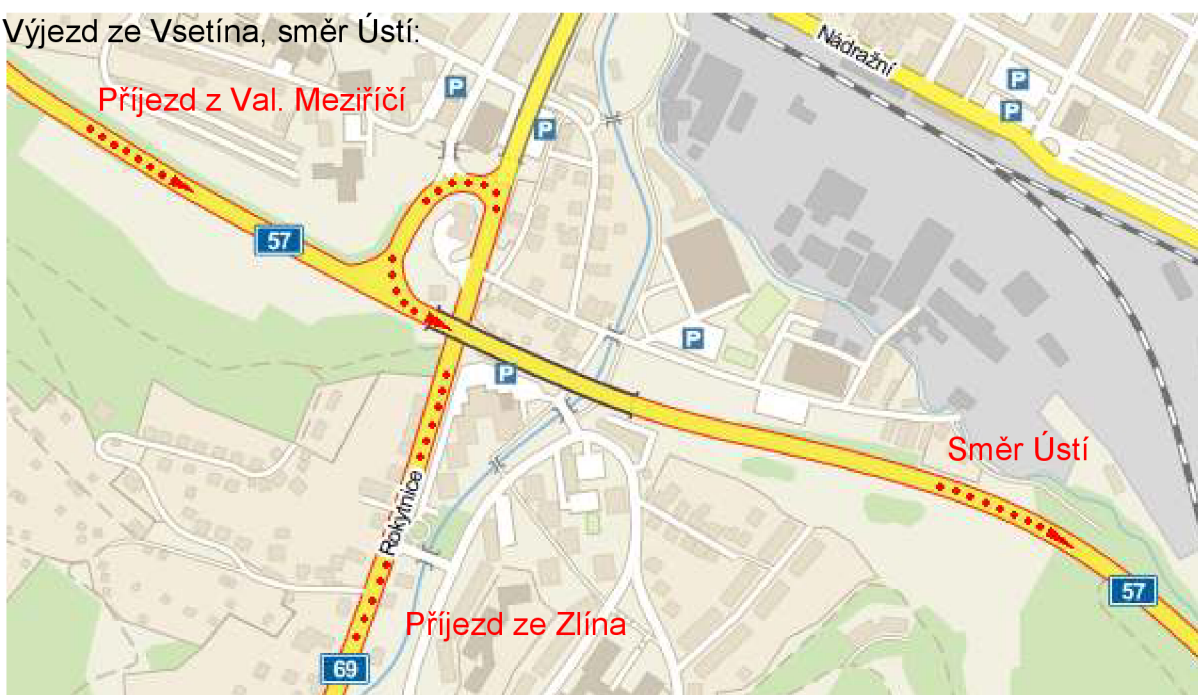 Výjezd ze Vsetína, směr Ústí:
Nádražní
P
Příjezd z Val. Meziříčí
P
P
P
57
P
P
Směr Ústí
Rokytnice
57
Příjezd ze Zlína
69